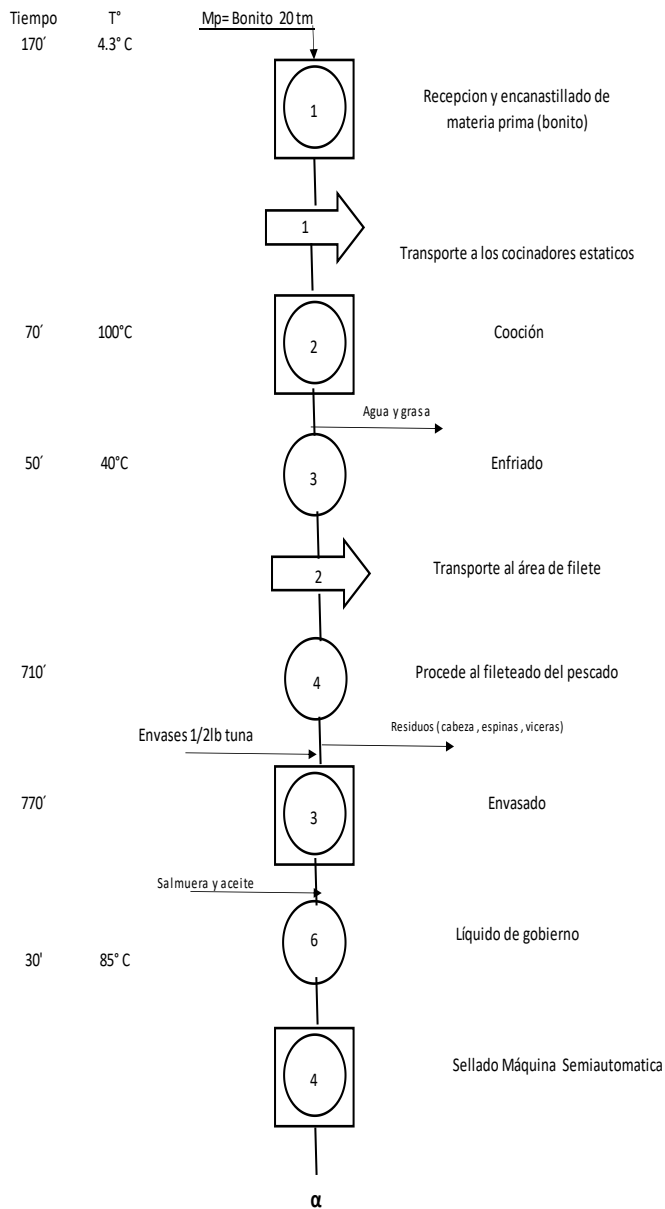 Tiempo T° Mp= Bonito 20 tm
170´ 4.3° C
1
Recepcion y encanastillado de
materia prima (bonito)
1
Transporte a los cocinadores estaticos
70´ 100°C 2 Cooción
Agua y grasa
50´ 40°C 3 Enfriado
2 Transporte al área de filete
710´ 4 Procede al fileteado del pescado
Envases 1/2lb tuna Residuos ( cabeza , espinas , viceras)
770´ 3 Envasado
Salmuera y aceite
6 Líquido de gobierno
30' 85° C
4 Sellado Máquina Semiautomatica
α